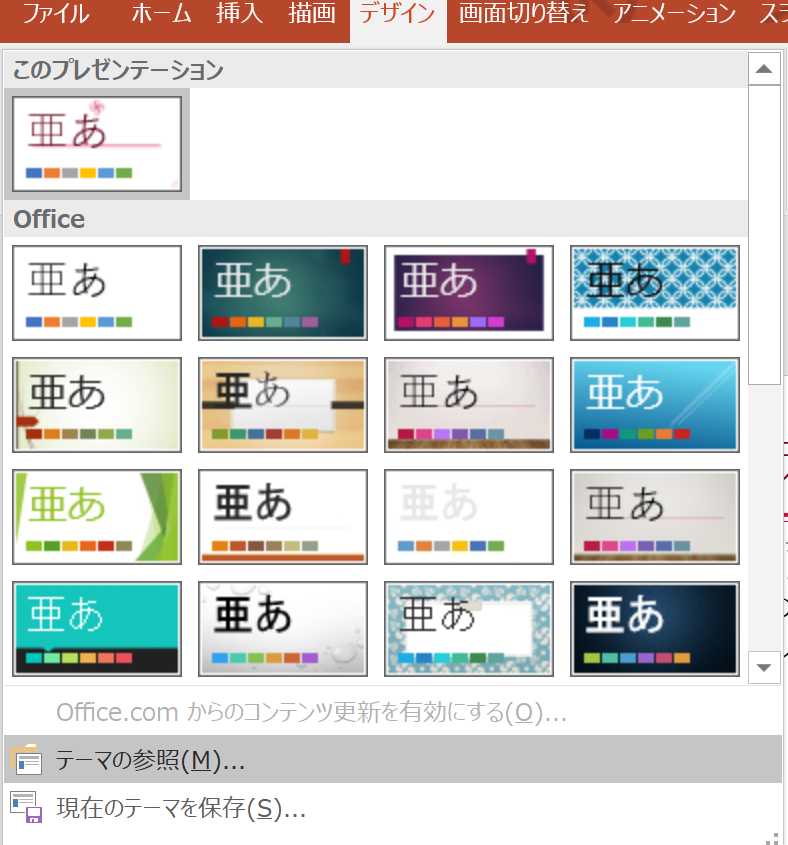 ファイル ホーム 挿入 描画 デザイン 画面切り替え アニメーション スラ
このプレゼンテーション
亜あ
Office
亜あ 亜あ 亜あ 亜あ
亜あ 亜あ 亜あ 亜あ
亜あ 亜あ 亜あ 亜あ
亜あ 亜あ 亜あ 亜あ
Office.com からのコンテンツ更新を有効にする(O)...
テーマの参照(M)...
現在のテーマを保存(S)...